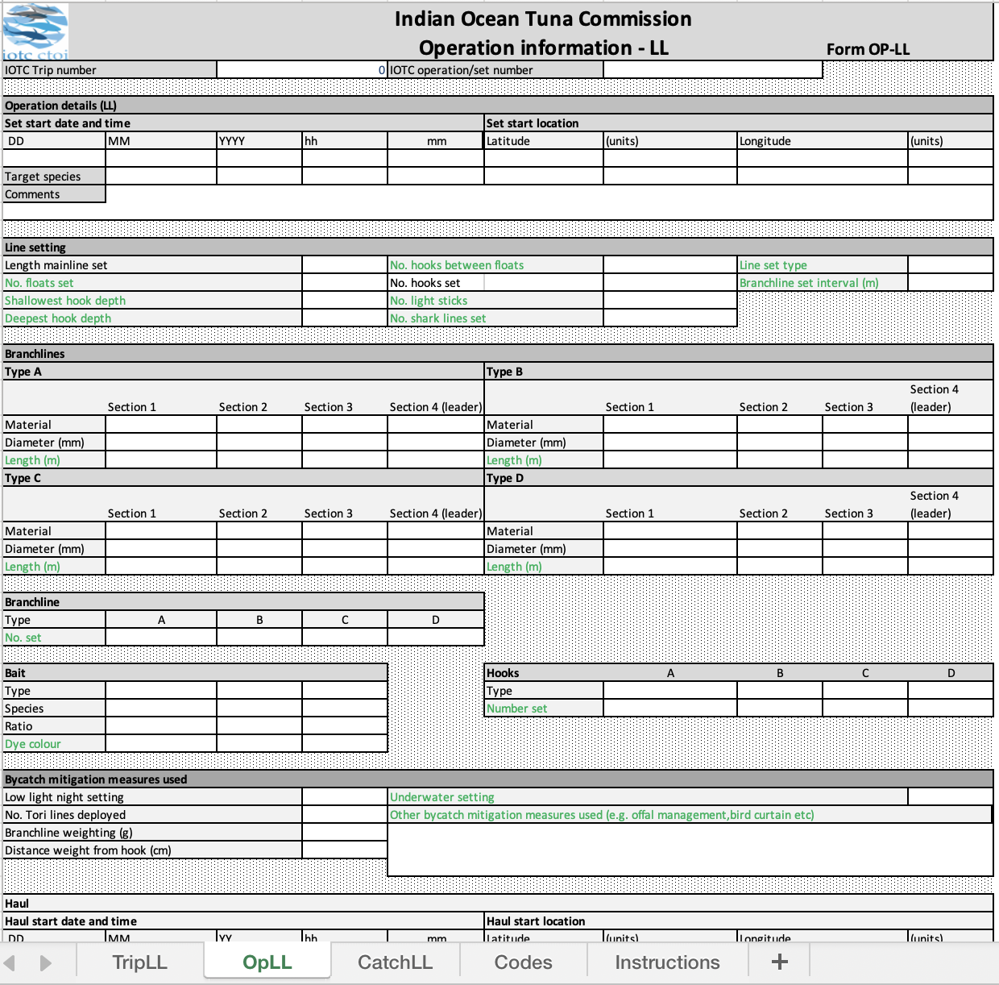 Indian Ocean Tuna Commission
Operation information - LL
Form OP-LL
iotc ctoi
IOTC Trip number 0 IOTC operation/set number
Operation details (LL)
Set start date and time Set start location
DD MM YYYY hh mm Latitude (units) Longitude (units)
Target species
Comments
Line setting
Length mainline set No. hooks between floats Line set type
No. floats set No. hooks set Branchline set interval (m)
Shallowest hook depth No. light sticks
Deepest hook depth No. shark lines set
Branchlines
Type A Type B
Section 1 Section 2 Section 3 Section 4 (leader) Section 1 Section 2 Section 3 Section 4 (leader)
Material Material
Diameter (mm) Diameter (mm)
Length (m) Length (m)
Type C Type D
Section 1 Section 2 Section 3 Section 4 (leader) Section 1 Section 2 Section 3 Section 4 (leader)
Material Material
Diameter (mm) Diameter (mm)
Length (m) Length (m)
Branchline
Type A B C D
No. set
Bait Hooks A B C D
Type Type
Species Number set
Ratio
Dye colour
Bycatch mitigation measures used
Low light night setting Underwater setting
No. Tori lines deployed Other bycatch mitigation measures used (e.g. offal management,bird curtain etc)
Branchline weighting (g)
Distance weight from hook (cm)
Haul
Haul start date and time Haul start location
DD MM YY hh mm Latitude (units) Longitude (units)
TripLL OpLL CatchLL Codes Instructions +